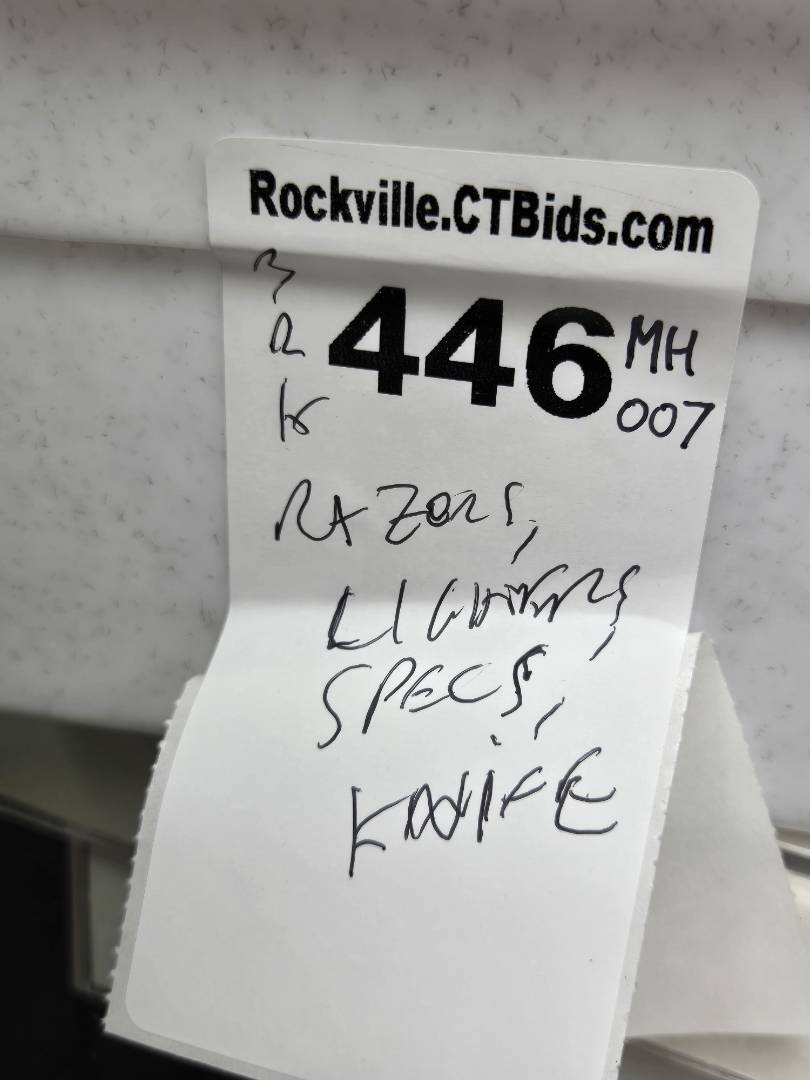 Rockville.CTBids.com
446
MH
007
RAZORS,
LIGHTERS,
SPECS,
KNIFE